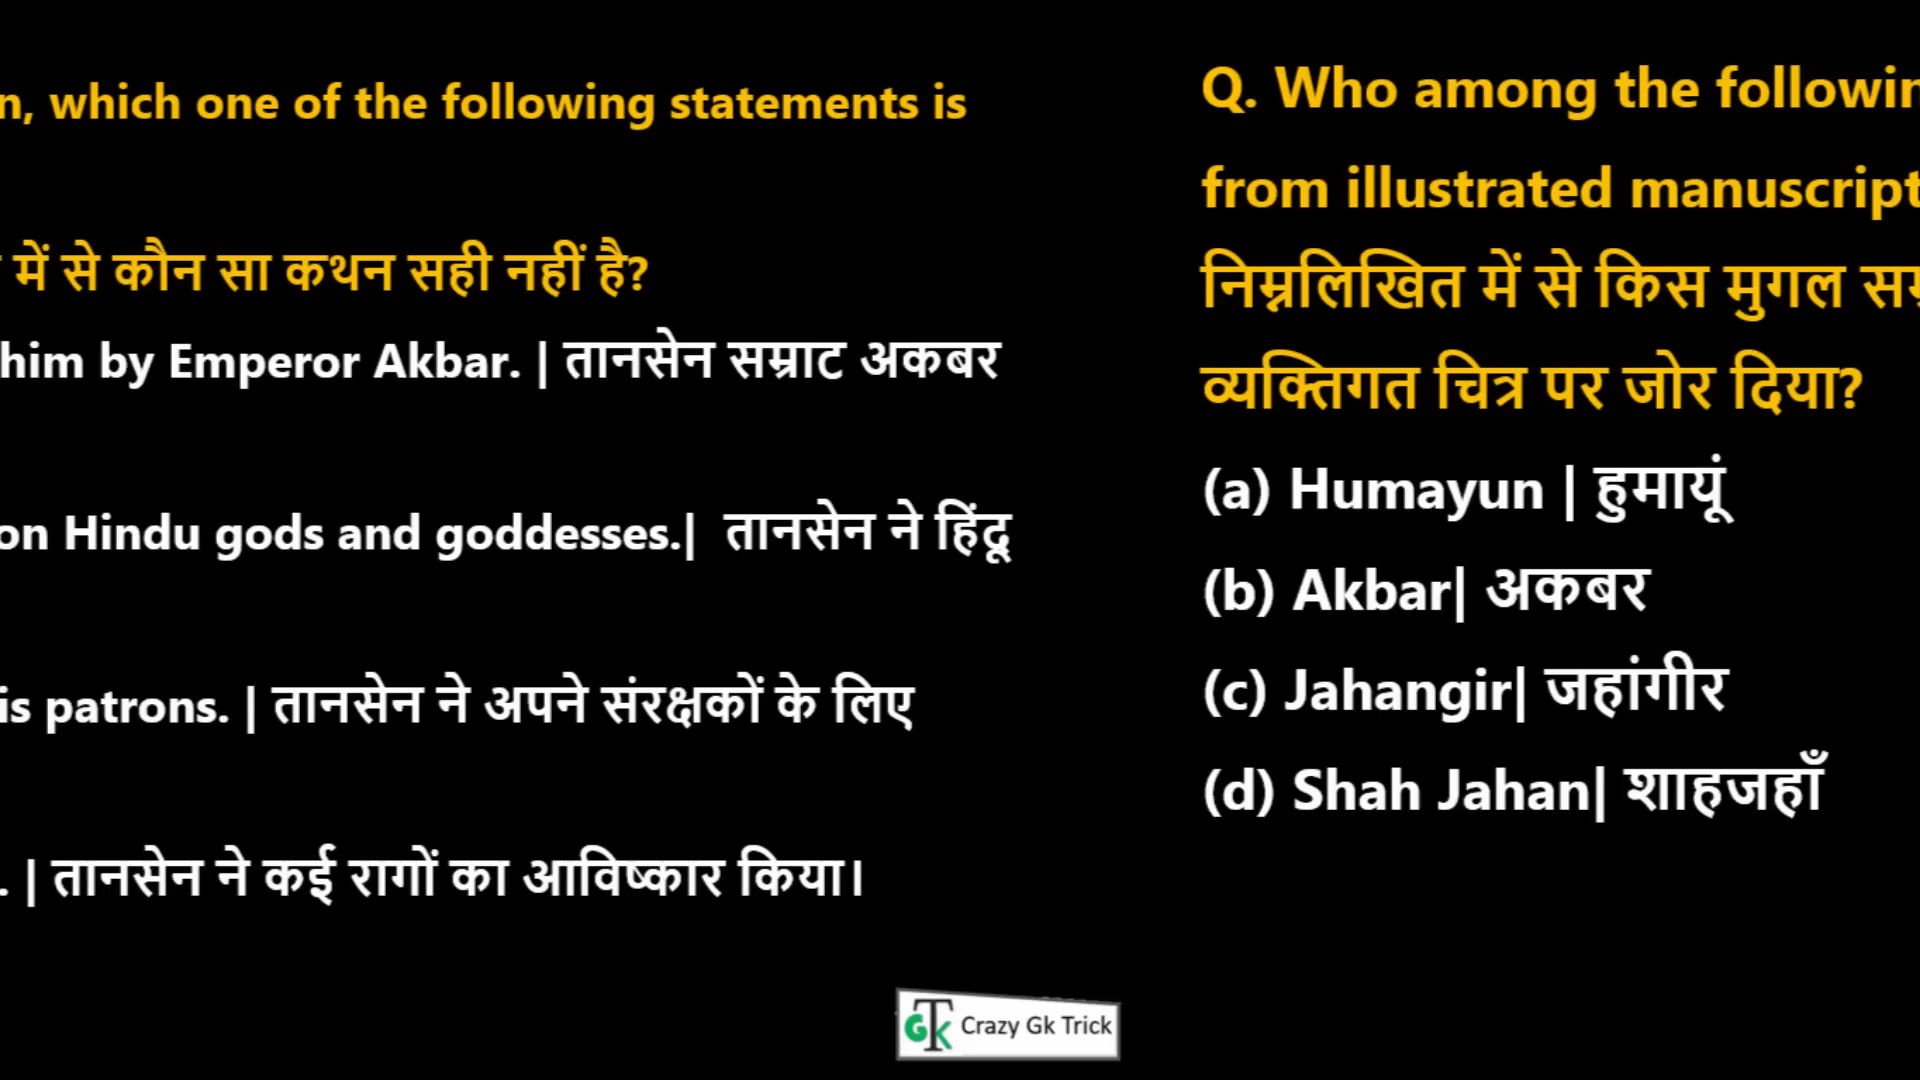 n, which one of the following statements is
में से कौन सा कथन सही नहीं है?
him by Emperor Akbar. | तानसेन सम्राट अकबर
on Hindu gods and goddesses.| तानसेन ने हिंदू
is patrons. | तानसेन ने अपने संरक्षकों के लिए
. | तानसेन ने कई रागों का आविष्कार किया।
Q. Who among the followin
from illustrated manuscript
निम्नलिखित में से किस मुगल सम्र
व्यक्तिगत चित्र पर जोर दिया?
(a) Humayun | हुमायूं
(b) Akbar| अकबर
(c) Jahangir| जहांगीर
(d) Shah Jahan| शाहजहाँ
GTK Crazy Gk Trick